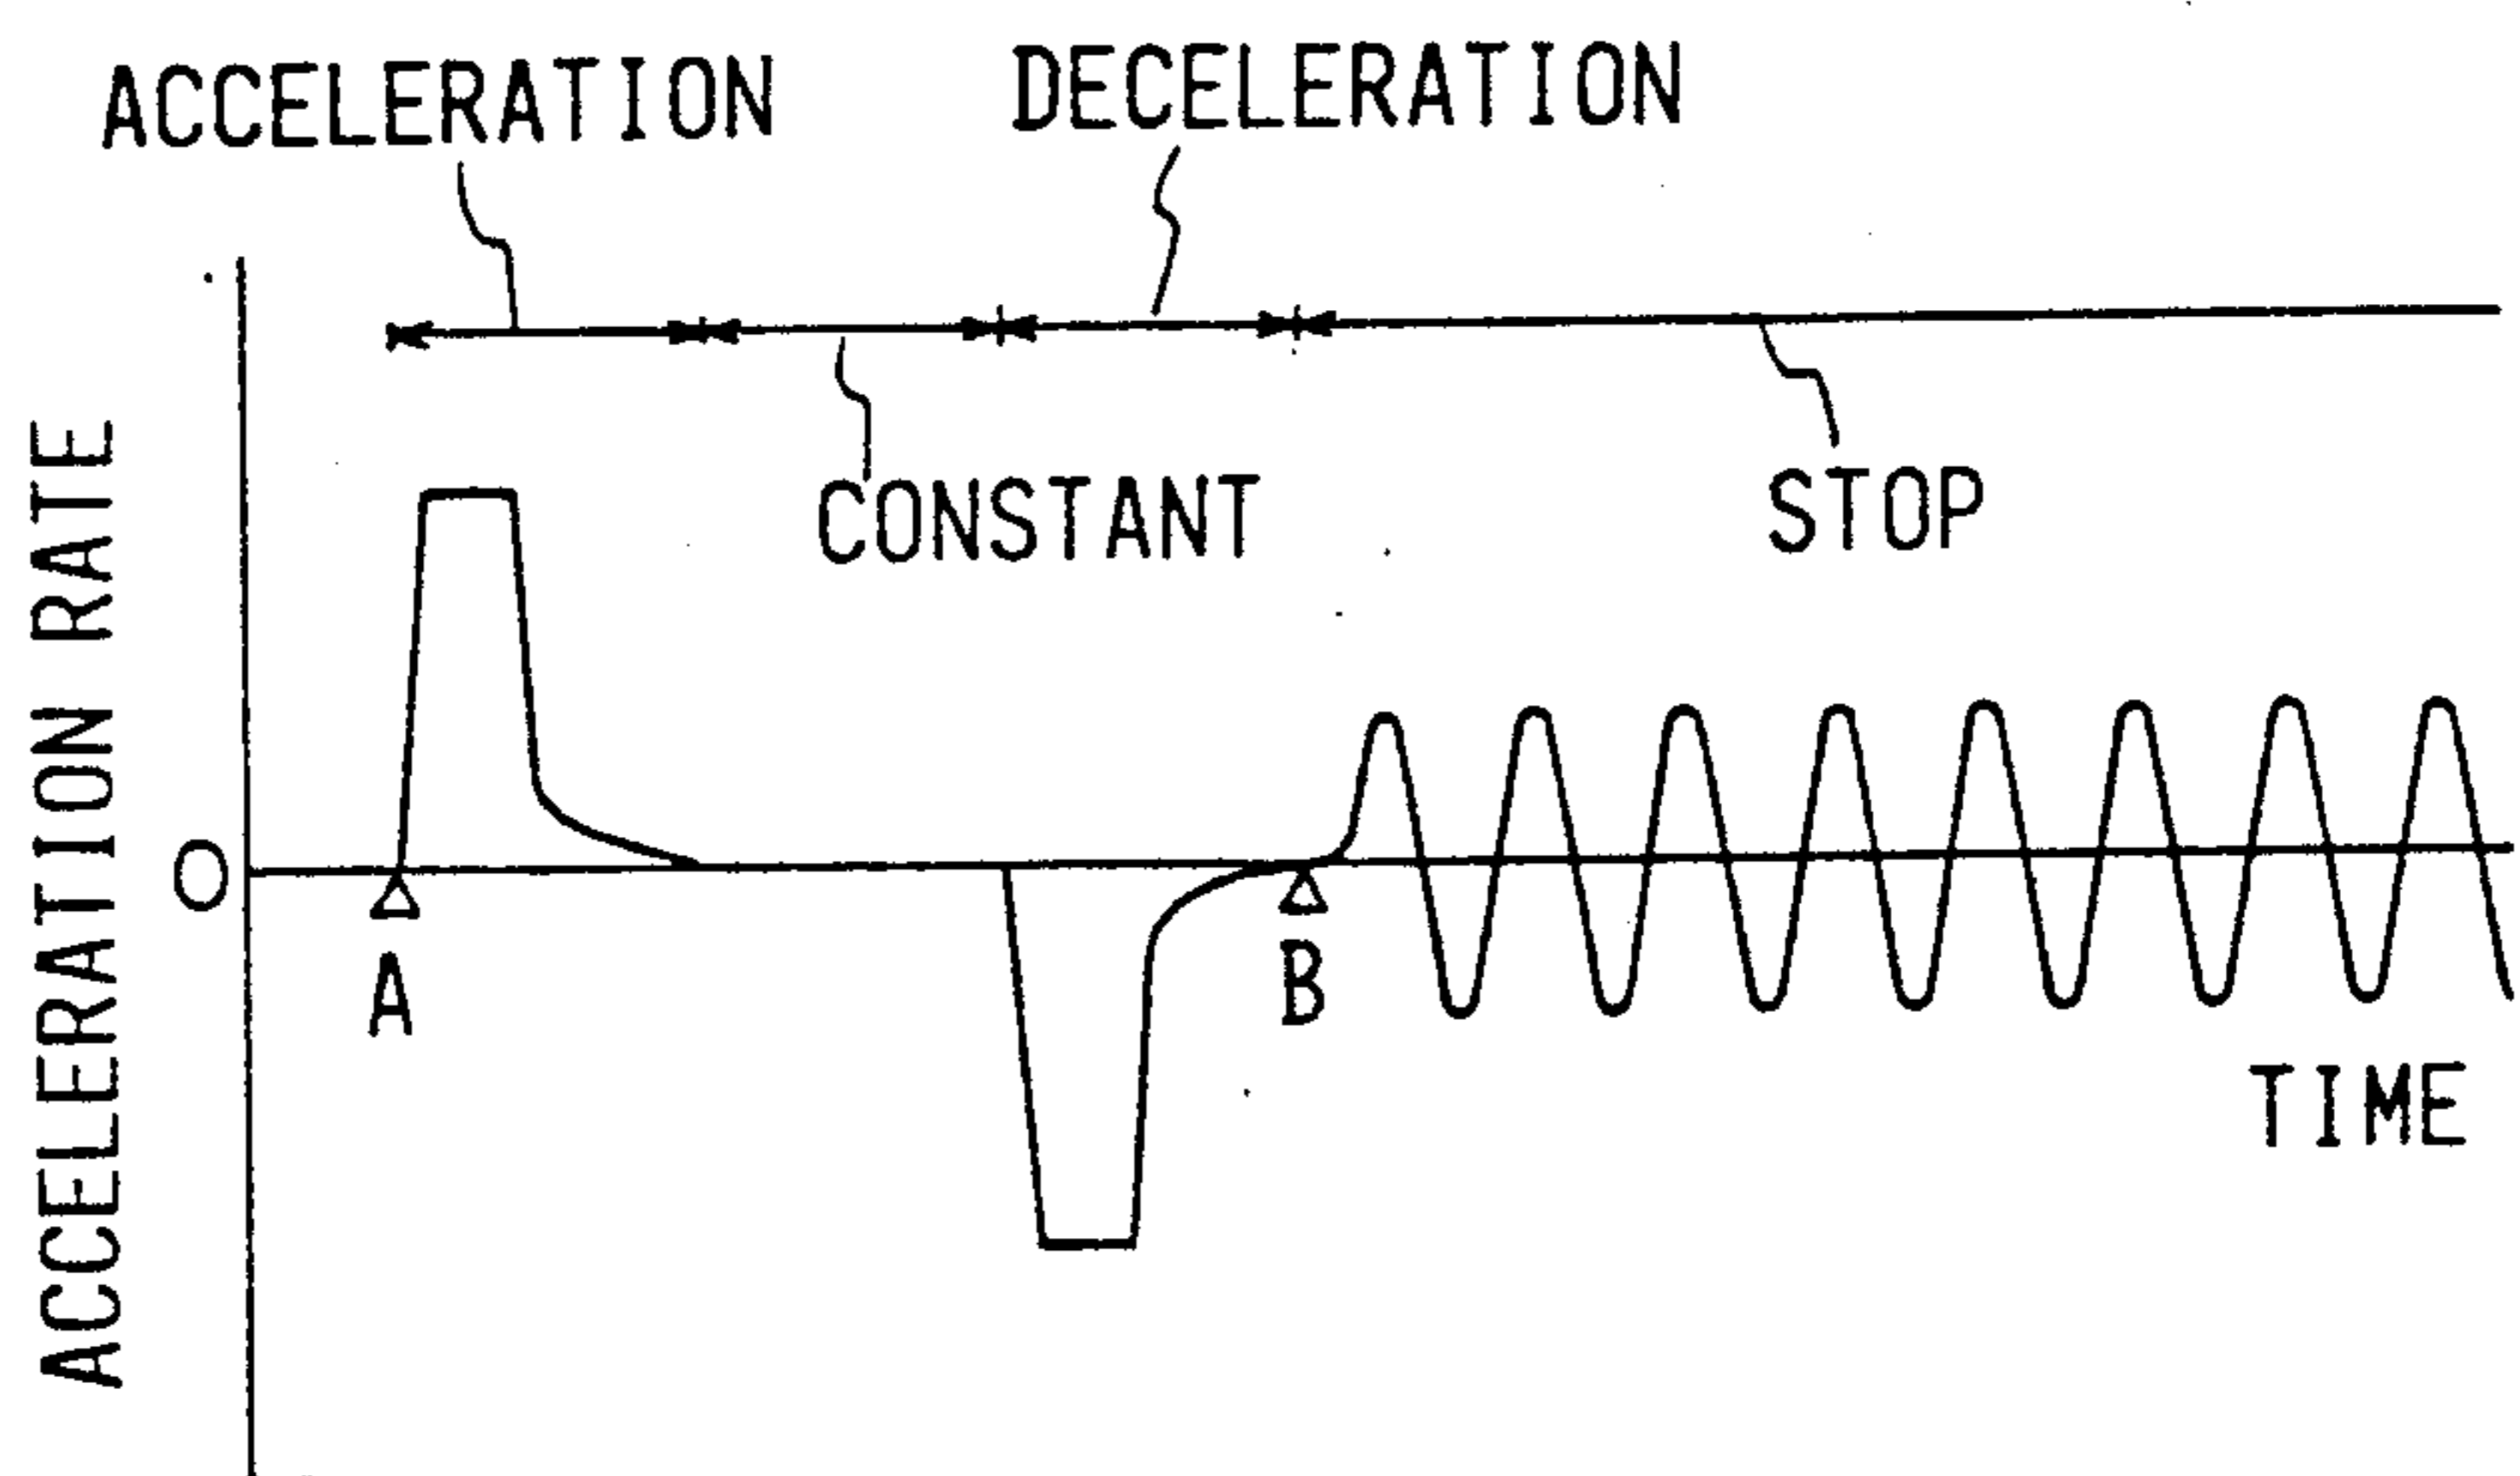 ACCELERATION
DECELERATION
CONSTANT
STOP
ACCELERATION RATE
O
A
B
TIME